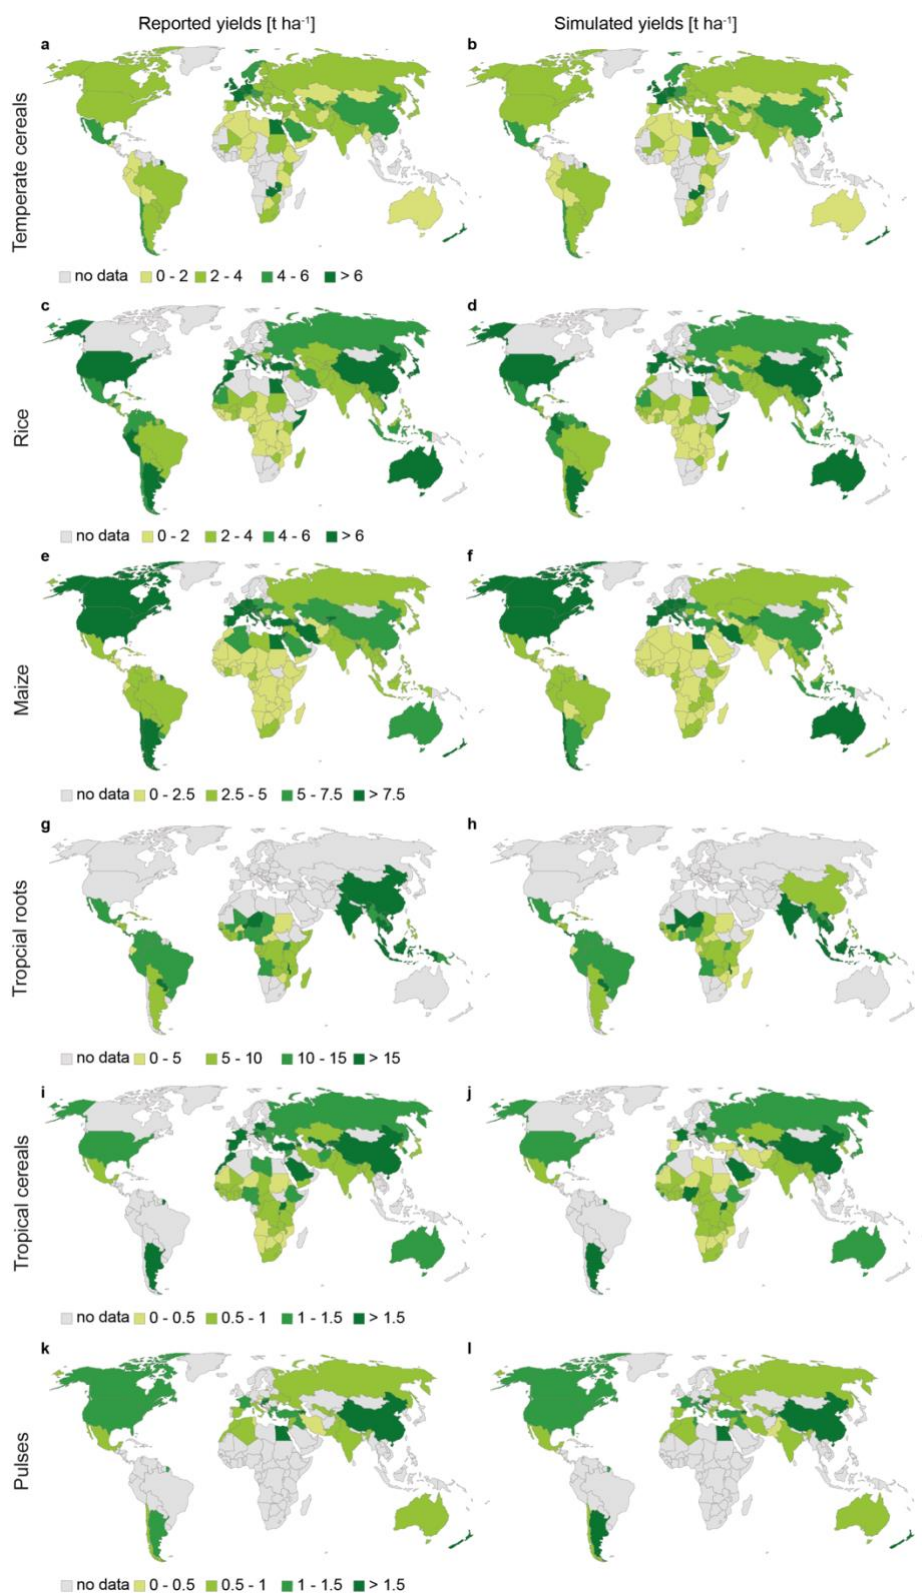 Reported yields [t ha⁻¹] Simulated yields [t ha⁻¹]
a b
Temperate cereals
no data 0 - 2 2 - 4 4 - 6 > 6
c d
Rice
no data 0 - 2 2 - 4 4 - 6 > 6
e f
Maize
no data 0 - 2.5 2.5 - 5 5 - 7.5 > 7.5
g h
Tropcial roots
no data 0 - 5 5 - 10 10 - 15 > 15
i j
Tropical cereals
no data 0 - 0.5 0.5 - 1 1 - 1.5 > 1.5
k l
Pulses
no data 0 - 0.5 0.5 - 1 1 - 1.5 > 1.5